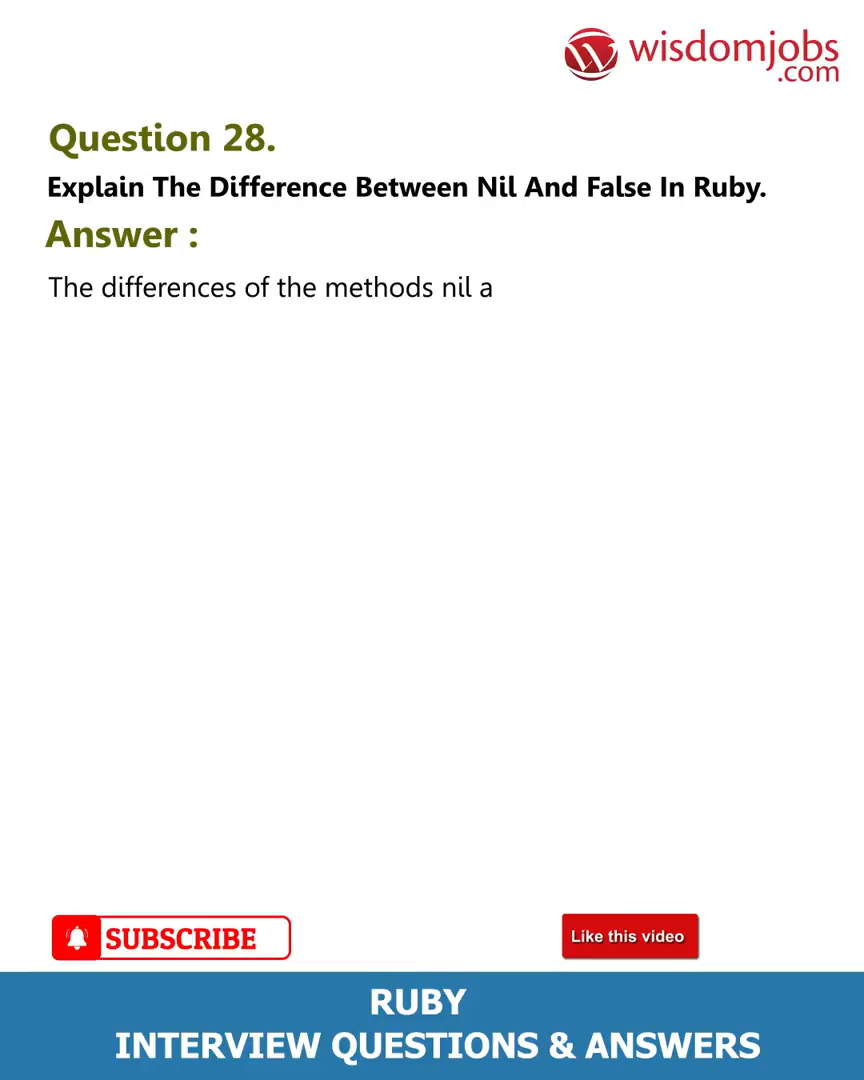 wisdomjobs
.com
Question 28.
Explain The Difference Between Nil And False In Ruby.
Answer :
The differences of the methods nil a
SUBSCRIBE
Like this video
RUBY
INTERVIEW QUESTIONS & ANSWERS